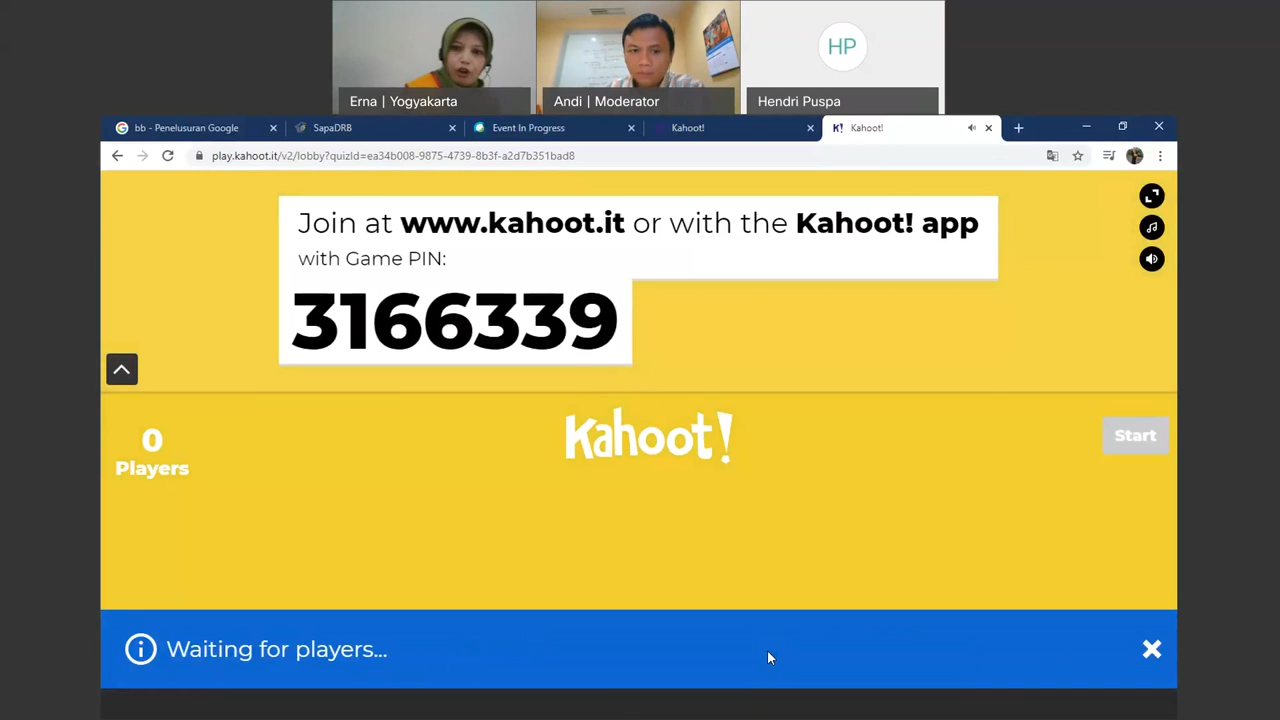 HP
Erna | Yogyakarta
Andi | Moderator
Hendri Puspa
bb - Penelusuran Google
SapaDRB
Event In Progress
Kahoot!
Kahoot!
play.kahoot.it/v2/lobby?quizId=ea34b008-9875-4739-8b3f-a2d7b351bad8
Join at www.kahoot.it or with the Kahoot! app
with Game PIN:
3166339
0
Players
Kahoot!
Start
Waiting for players...